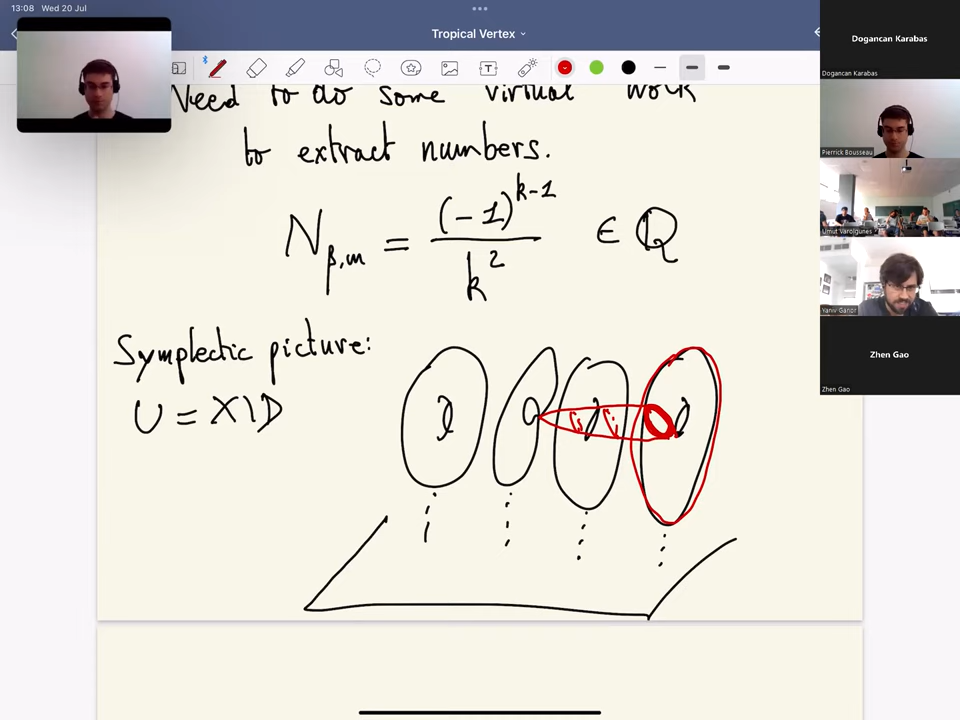 13:08 Wed 20 Jul
Tropical Vertex
Dogancan Karabas
Dogancan Karabas
Pierrick Bousseau
Umut Varolgunes
Yaniv Ganor
Zhen Gao
Zhen Gao
Need to do some virtual work
to extract numbers.
N_{β,m} = (-1)^{k-1} / k^2 ∈ ℚ
Symplectic picture:
U = X\D